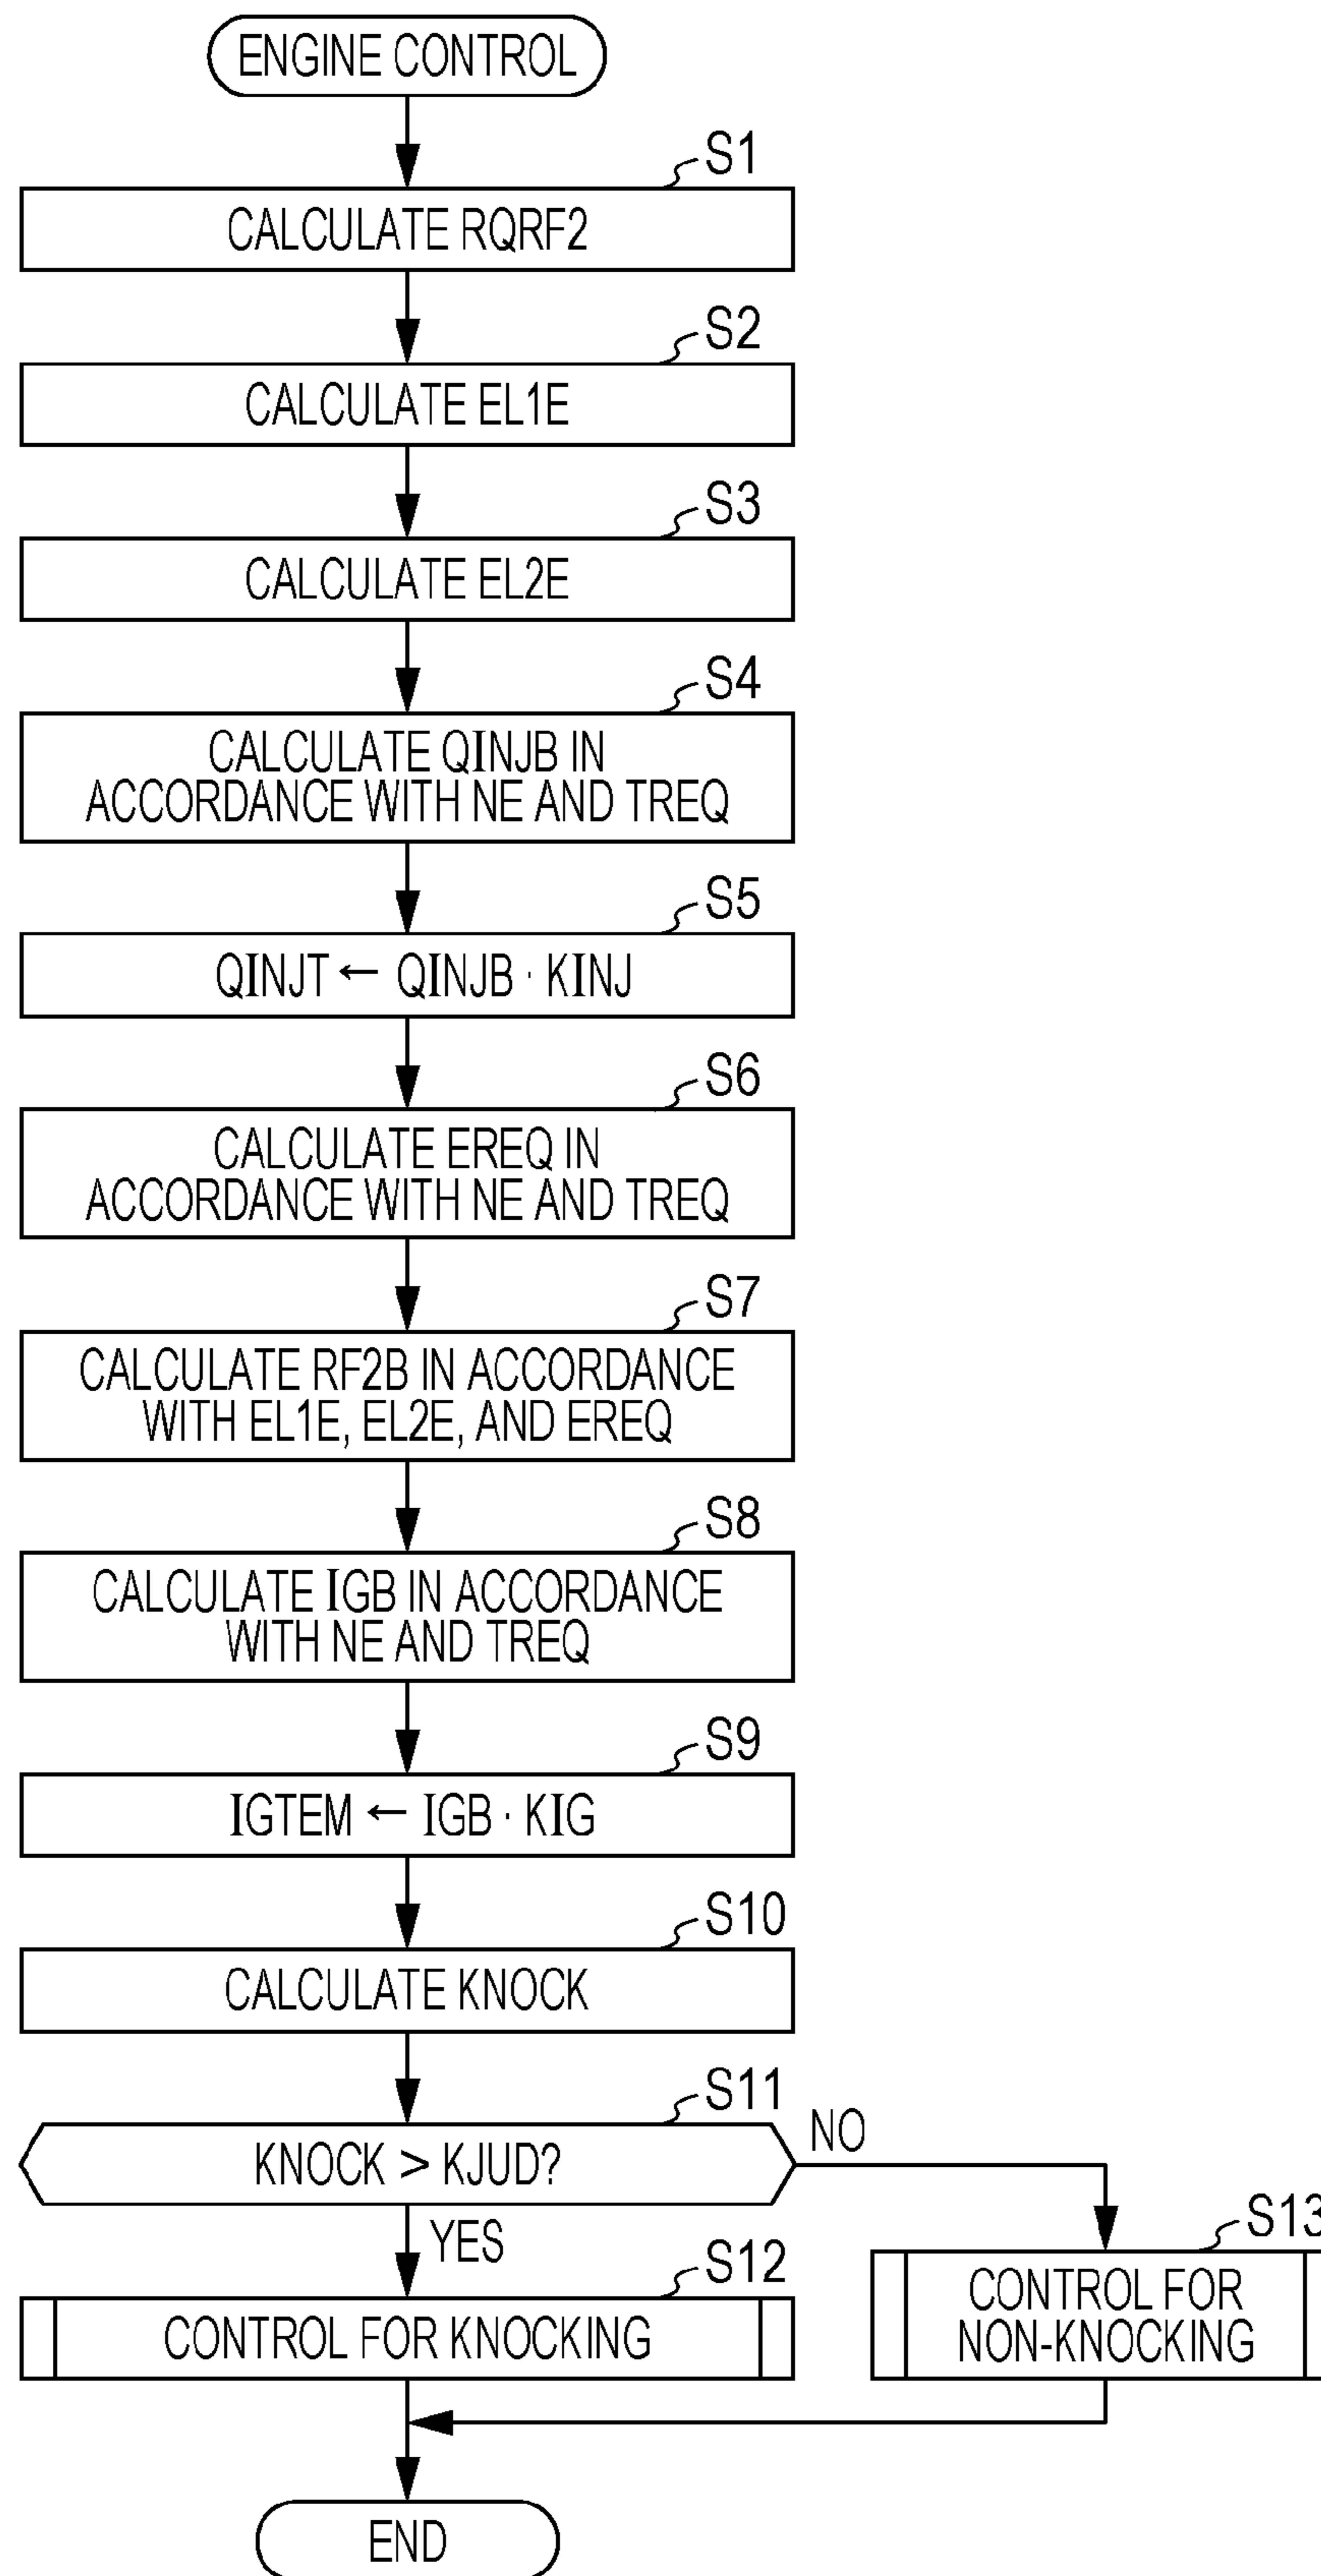 ENGINE CONTROL
S1
CALCULATE RQRF2
S2
CALCULATE EL1E
S3
CALCULATE EL2E
S4
CALCULATE QINJB IN
ACCORDANCE WITH NE AND TREQ
S5
QINJT ← QINJB · KINJ
S6
CALCULATE EREQ IN
ACCORDANCE WITH NE AND TREQ
S7
CALCULATE RF2B IN ACCORDANCE
WITH EL1E, EL2E, AND EREQ
S8
CALCULATE IGB IN ACCORDANCE
WITH NE AND TREQ
S9
IGTEM ← IGB · KIG
S10
CALCULATE KNOCK
S11
KNOCK > KJUD?
NO
YES
S12
CONTROL FOR KNOCKING
S13
CONTROL FOR
NON-KNOCKING
END